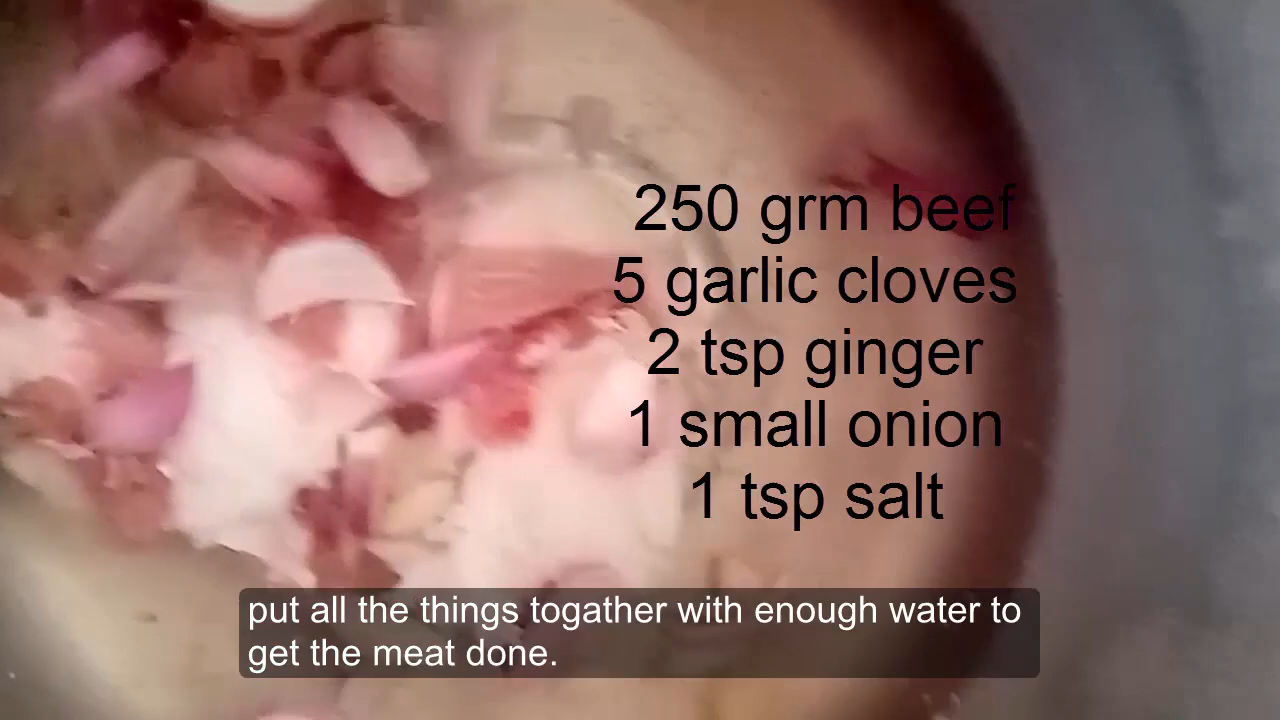 250 grm beef
5 garlic cloves
2 tsp ginger
1 small onion
1 tsp salt
put all the things togather with enough water to
get the meat done.